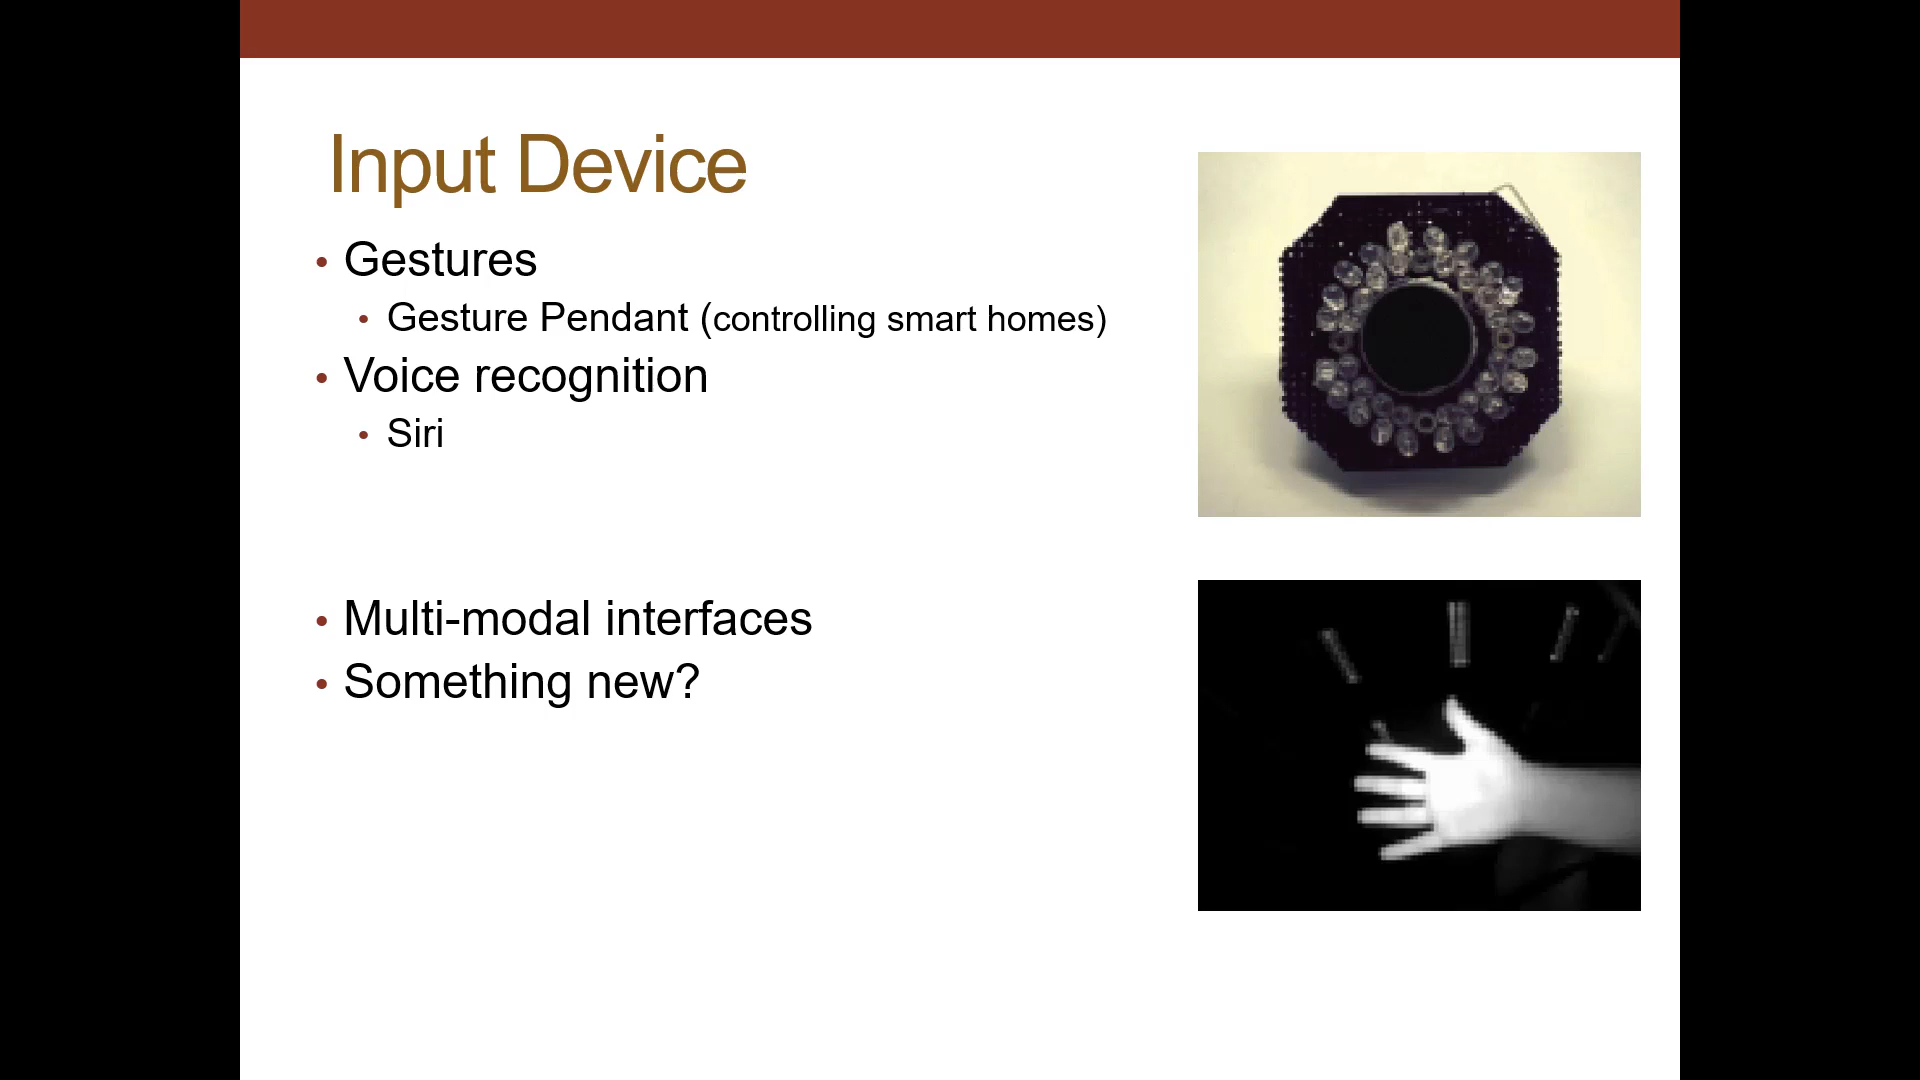 Input Device
• Gestures
• Gesture Pendant (controlling smart homes)
• Voice recognition
• Siri
• Multi-modal interfaces
• Something new?